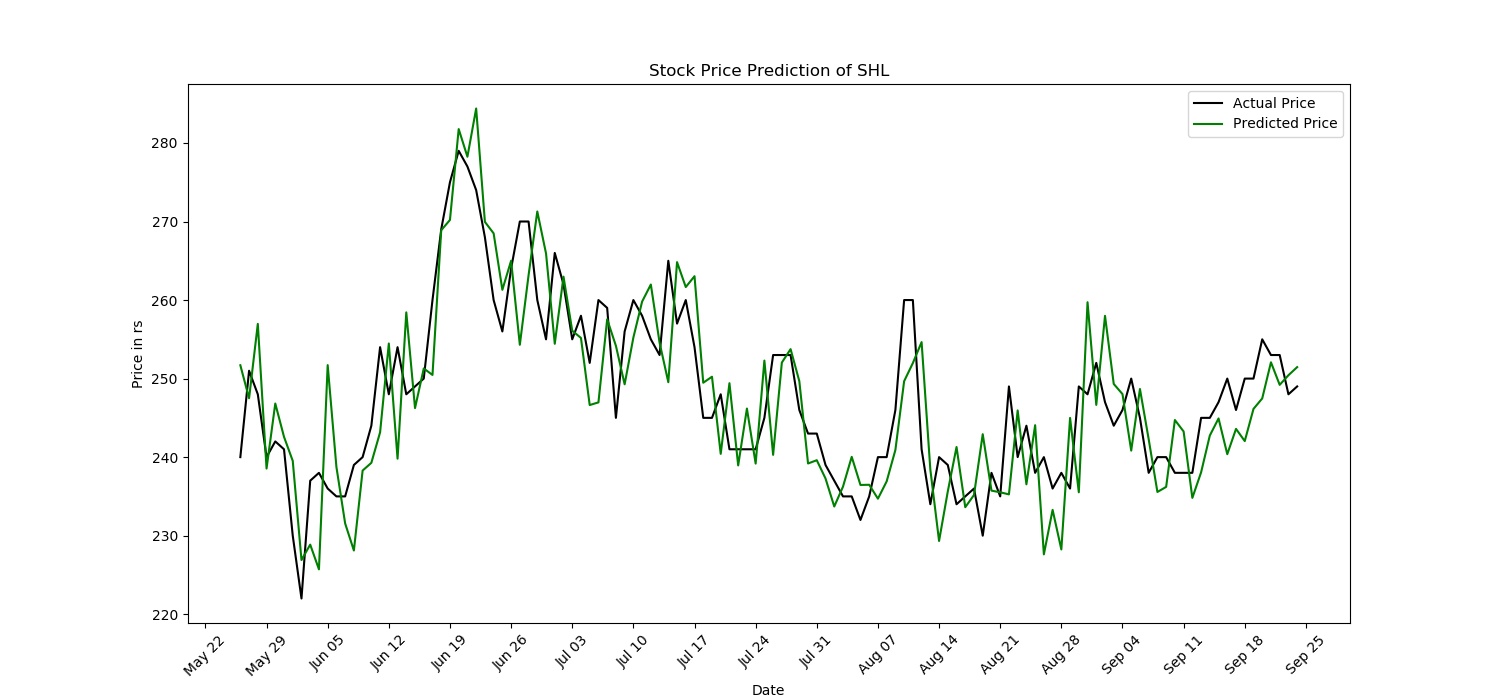 Stock Price Prediction of SHL
Actual Price
Predicted Price
Price in rs
280
270
260
250
240
230
220
May 22
May 29
Jun 05
Jun 12
Jun 19
Jun 26
Jul 03
Jul 10
Jul 17
Jul 24
Jul 31
Aug 07
Aug 14
Aug 21
Aug 28
Sep 04
Sep 11
Sep 18
Sep 25
Date